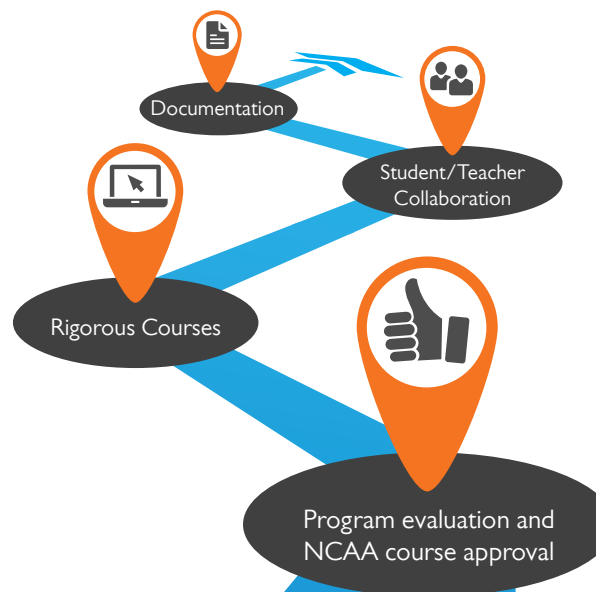 Documentation
Student/Teacher
Collaboration
Rigorous Courses
Program evaluation and
NCAA course approval